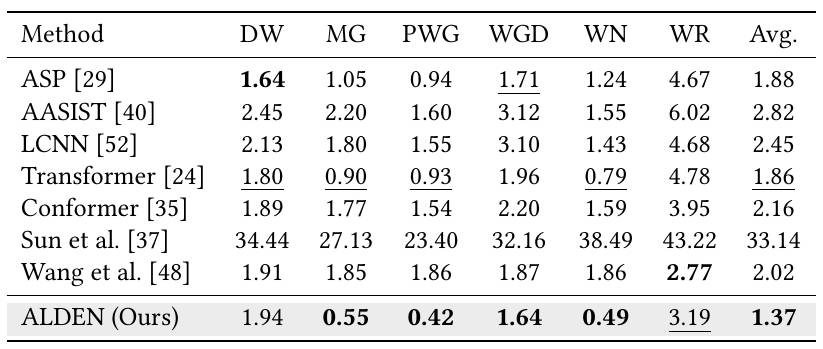 Method DW MG PWG WGD WN WR Avg.
ASP [29] 1.64 1.05 0.94 1.71 1.24 4.67 1.88
AASIST [40] 2.45 2.20 1.60 3.12 1.55 6.02 2.82
LCNN [52] 2.13 1.80 1.55 3.10 1.43 4.68 2.45
Transformer [24] 1.80 0.90 0.93 1.96 0.79 4.78 1.86
Conformer [35] 1.89 1.77 1.54 2.20 1.59 3.95 2.16
Sun et al. [37] 34.44 27.13 23.40 32.16 38.49 43.22 33.14
Wang et al. [48] 1.91 1.85 1.86 1.87 1.86 2.77 2.02
ALDEN (Ours) 1.94 0.55 0.42 1.64 0.49 3.19 1.37